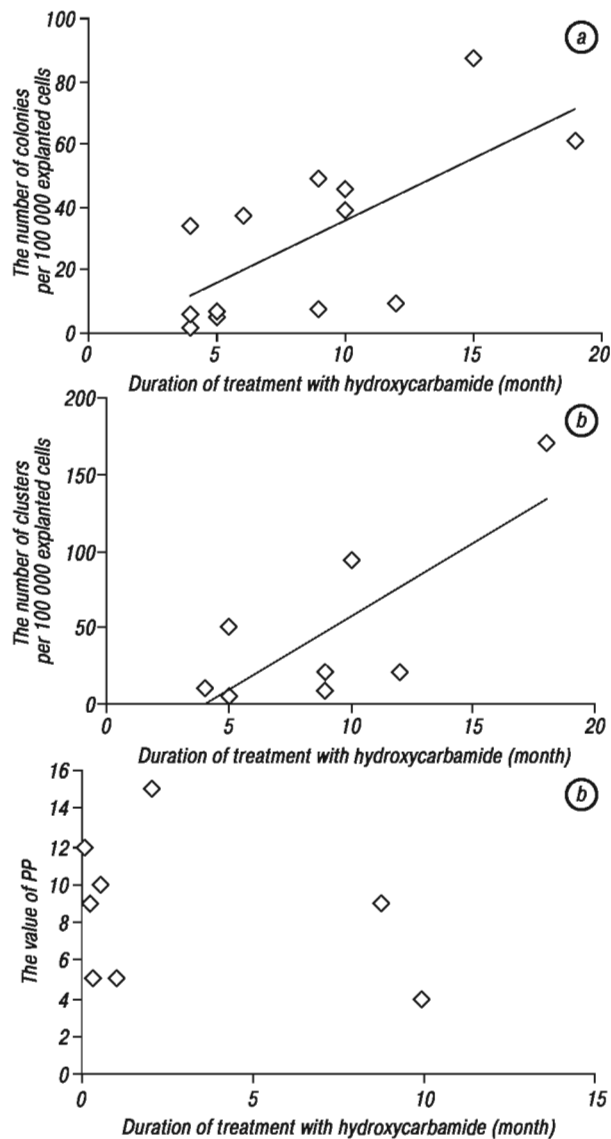 a
The number of colonies
per 100 000 explanted cells
100
80
60
40
20
0
0 5 10 15 20
Duration of treatment with hydroxycarbamide (month)
b
The number of clusters
per 100 000 explanted cells
200
150
100
50
0
0 5 10 15 20
Duration of treatment with hydroxycarbamide (month)
b
The value of PP
16
14
12
10
8
6
4
2
0
0 5 10 15
Duration of treatment with hydroxycarbamide (month)